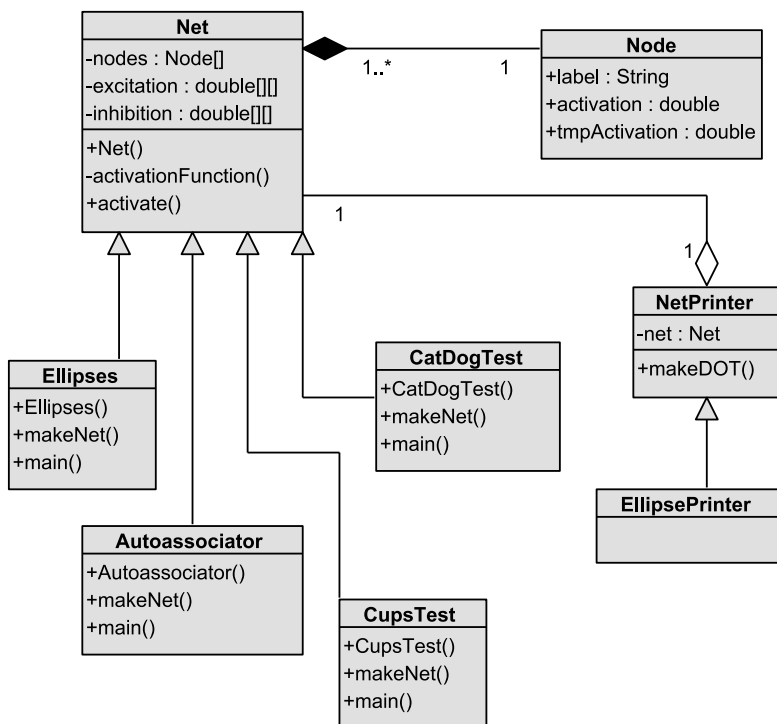 Net
-nodes : Node[]
-excitation : double[][]
-inhibition : double[][]
+Net()
-activationFunction()
+activate()
1..*
1
Node
+label : String
+activation : double
+tmpActivation : double
1
1
NetPrinter
-net : Net
+makeDOT()
EllipsePrinter
Ellipses
+Ellipses()
+makeNet()
+main()
CatDogTest
+CatDogTest()
+makeNet()
+main()
Autoassociator
+Autoassociator()
+makeNet()
+main()
CupsTest
+CupsTest()
+makeNet()
+main()